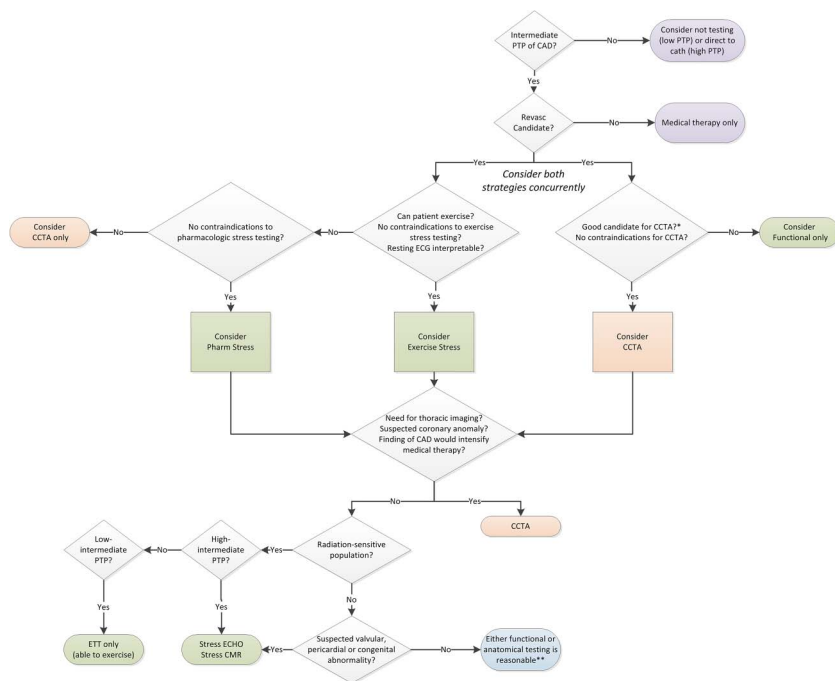 Intermediate
PTP of CAD?
No
Consider not testing
(low PTP) or direct to
cath (high PTP)
Yes
Revasc
Candidate?
No
Medical therapy only
Yes
Yes
Consider both
strategies concurrently
Consider
CCTA only
No
No contraindications to
pharmacologic stress testing?
No
Can patient exercise?
No contraindications to exercise
stress testing?
Resting ECG interpretable?
Good candidate for CCTA?*
No contraindications for CCTA?
No
Consider
Functional only
Yes
Yes
Yes
Consider
Pharm Stress
Consider
Exercise Stress
Consider
CCTA
Need for thoracic imaging?
Suspected coronary anomaly?
Finding of CAD would intensify
medical therapy?
No
Yes
CCTA
Low-
intermediate
PTP?
No
High-
intermediate
PTP?
Yes
Radiation-sensitive
population?
Yes
Yes
No
ETT only
(able to exercise)
Stress ECHO
Stress CMR
Yes
Suspected valvular,
pericardial or congenital
abnormality?
No
Either functional or
anatomical testing is
reasonable**